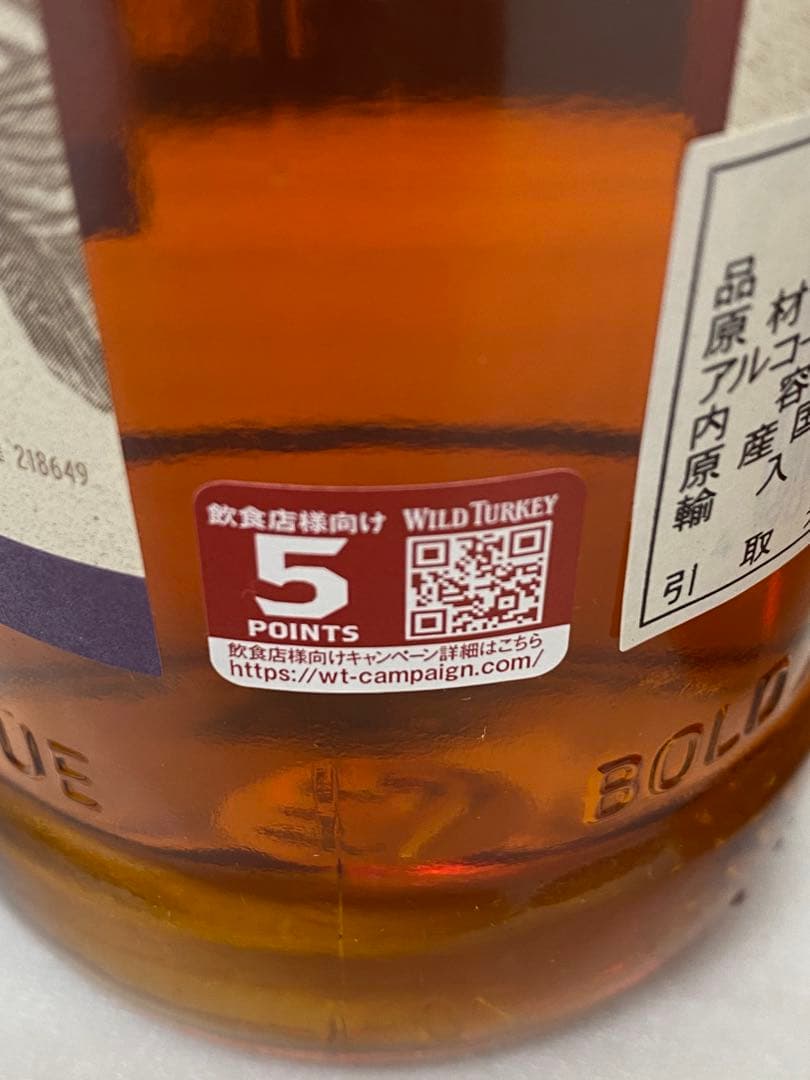 218649
飲食店様向け
5
POINTS
WILD TURKEY
飲食店様向けキャンペーン詳細はこちら
https://wt-campaign.com/
品
原材
アルコー
内容
原産国
輸入
引取
UE
BOLD